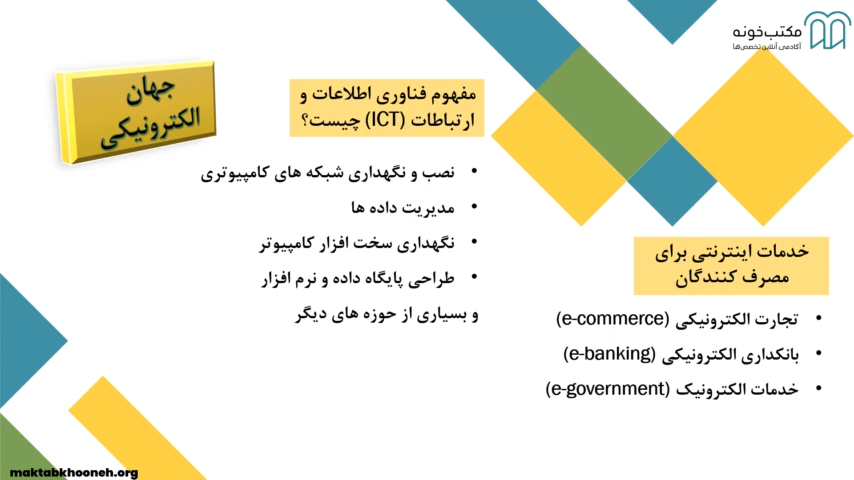 مکتب‌خونه
آکادمی آنلاین تخصص‌ها
جهان
الکترونیکی
مفهوم فناوری اطلاعات و
ارتباطات (ICT) چیست؟
• نصب و نگهداری شبکه های کامپیوتری
• مدیریت داده ها
• نگهداری سخت افزار کامپیوتر
• طراحی پایگاه داده و نرم افزار
و بسیاری از حوزه های دیگر
خدمات اینترنتی برای
مصرف کنندگان
• تجارت الکترونیکی (e-commerce)
• بانکداری الکترونیکی (e-banking)
• خدمات الکترونیک (e-government)
maktabkhooneh.org